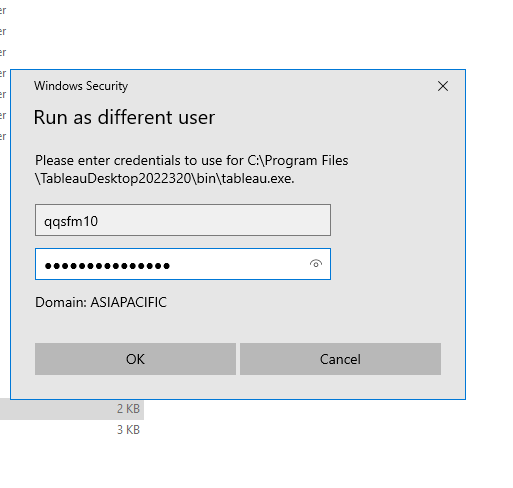 er
er
er
er
er
er
er
Windows Security
Run as different user
Please enter credentials to use for C:\Program Files
\TableauDesktop2022320\bin\tableau.exe.
qqsfm10
●●●●●●●●●●●●●●●
Domain: ASIAPACIFIC
OK
Cancel
2 KB
3 KB